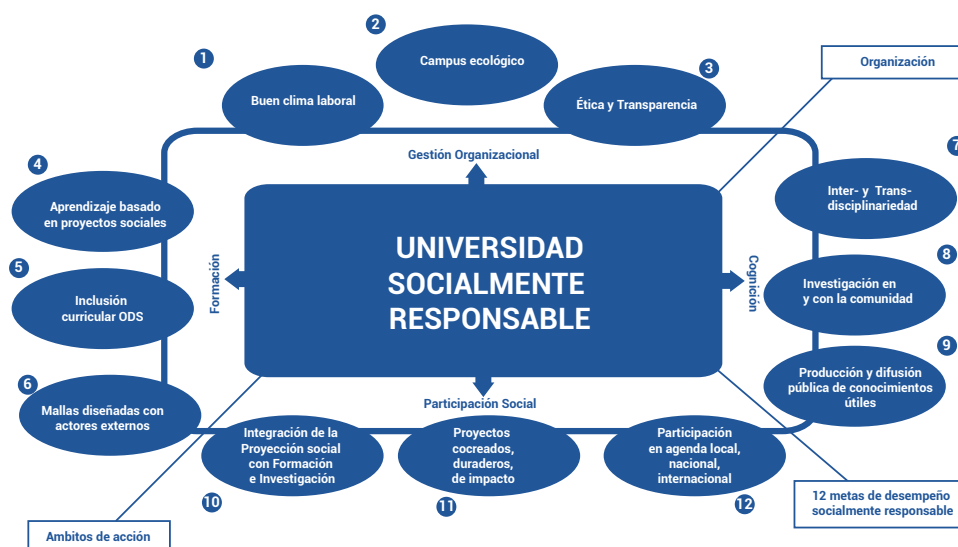 1
Buen clima laboral
2
Campus ecológico
3
Ética y Transparencia
Organización
Gestión Organizacional
4
Aprendizaje basado
en proyectos sociales
5
Inclusión
curricular ODS
6
Mallas diseñadas con
actores externos
Formación
UNIVERSIDAD
SOCIALMENTE
RESPONSABLE
Cognición
7
Inter- y Trans-
disciplinariedad
8
Investigación en
y con la comunidad
9
Producción y difusión
pública de conocimientos
útiles
Participación Social
10
Integración de la
Proyección social
con Formación
e Investigación
11
Proyectos
cocreados,
duraderos,
de impacto
12
Participación
en agenda local,
nacional,
internacional
Ambitos de acción
12 metas de desempeño
socialmente responsable